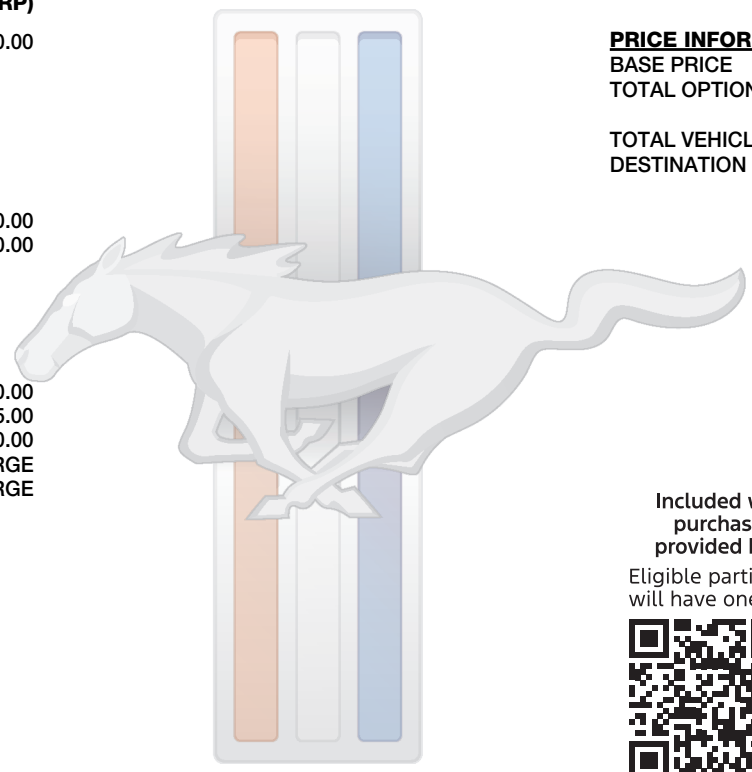 RP)
0.00
0.00
0.00
0.00
5.00
0.00
RGE
RGE
PRICE INFOR
BASE PRICE
TOTAL OPTION
TOTAL VEHICL
DESTINATION
Included w
purchas
provided b
Eligible parti
will have one